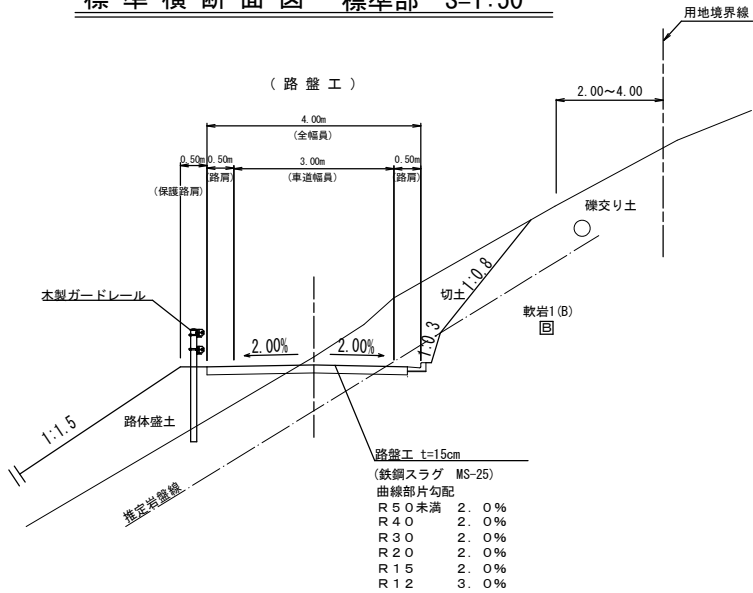 標 準 横 断 面 図　標準部　S=1:50
用地境界線
2.00～4.00
( 路 盤 工 )
4.00m
(全幅員)
0.50m
0.50m
3.00m
0.50m
(保護路肩)
(路肩)
(車道幅員)
(路肩)
礫交り土
1:0.8
切土
軟岩1(B)
B
木製ガードレール
1:0.3
2.00%
2.00%
1:1.5
路体盛土
推定岩盤線
路盤工 t=15cm
(鉄鋼スラグ MS-25)
曲線部片勾配
R50未満 2. 0%
R40 2. 0%
R30 2. 0%
R20 2. 0%
R15 2. 0%
R12 3. 0%